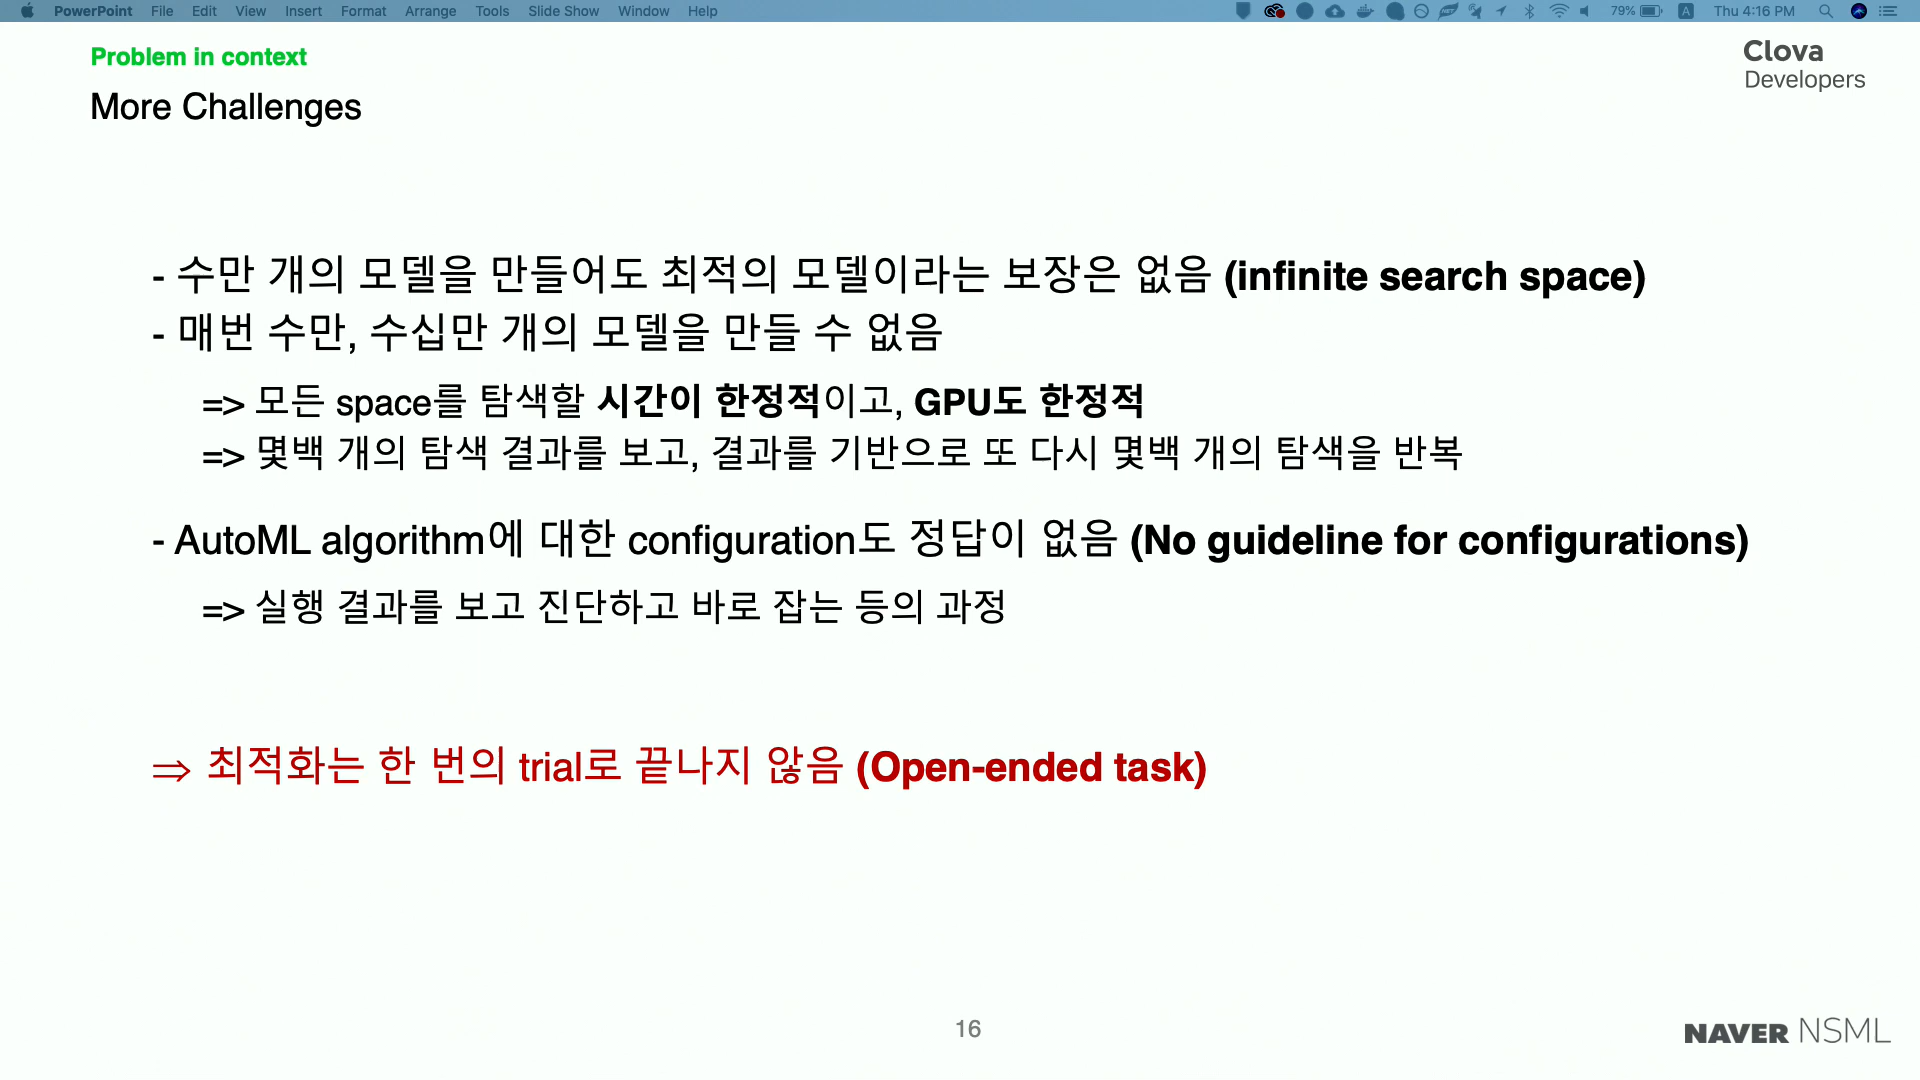 PowerPoint File Edit View Insert Format Arrange Tools Slide Show Window Help 79% A Thu 4:16 PM
Problem in context
Clova
Developers
More Challenges
- 수만 개의 모델을 만들어도 최적의 모델이라는 보장은 없음 (infinite search space)
- 매번 수만, 수십만 개의 모델을 만들 수 없음
=> 모든 space를 탐색할 시간이 한정적이고, GPU도 한정적
=> 몇백 개의 탐색 결과를 보고, 결과를 기반으로 또 다시 몇백 개의 탐색을 반복
- AutoML algorithm에 대한 configuration도 정답이 없음 (No guideline for configurations)
=> 실행 결과를 보고 진단하고 바로 잡는 등의 과정
⇒ 최적화는 한 번의 trial로 끝나지 않음 (Open-ended task)
16
NAVER NSML